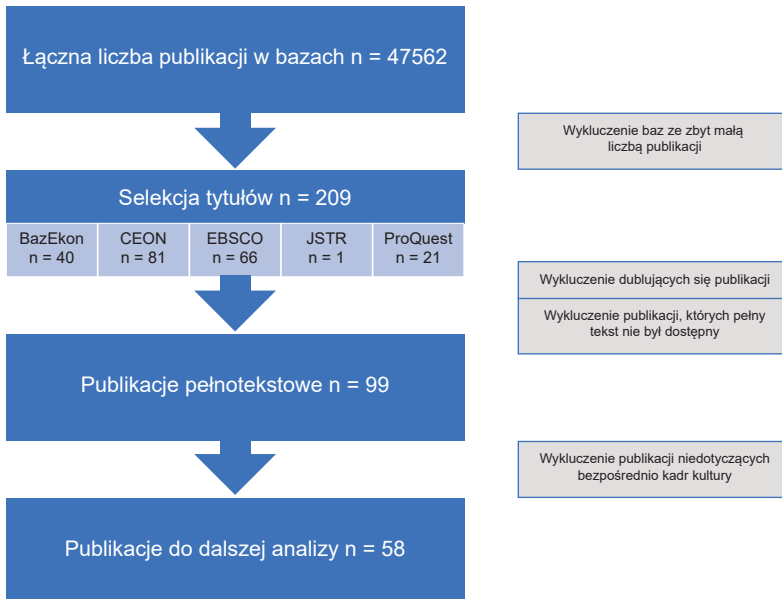 Łączna liczba publikacji w bazach n = 47562
Wykluczenie baz ze zbyt małą
liczbą publikacji
Selekcja tytułów n = 209
BazEkon
n = 40
CEON
n = 81
EBSCO
n = 66
JSTR
n = 1
ProQuest
n = 21
Wykluczenie dublujących się publikacji
Wykluczenie publikacji, których pełny
tekst nie był dostępny
Publikacje pełnotekstowe n = 99
Wykluczenie publikacji niedotyczących
bezpośrednio kadr kultury
Publikacje do dalszej analizy n = 58